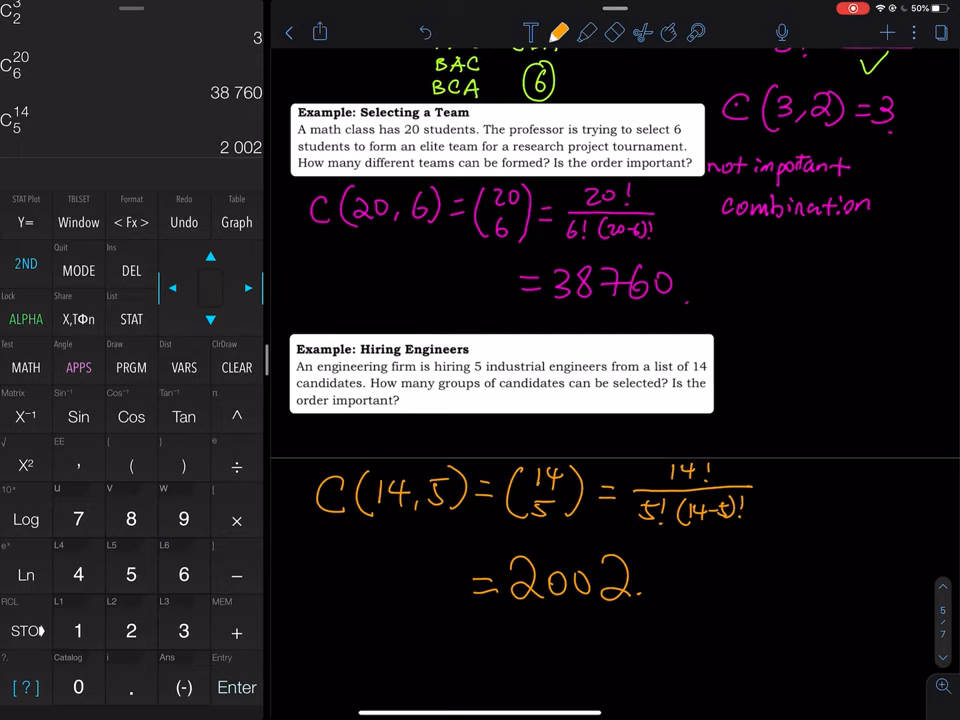 C 3 2
3
C 20 6
38 760
C 14 5
2 002
STAT Plot TBLSET Format Redo Table
Y= Window < Fx > Undo Graph
Quit Ins
2ND MODE DEL
Lock Share List
ALPHA X,TΦn STAT
Test Angle Draw Dist ClrDraw
MATH APPS PRGM VARS CLEAR
Matrix Sin⁻¹ Cos⁻¹ Tan⁻¹ π
X⁻¹ Sin Cos Tan ^
√ EE { } e
X² , ( ) ÷
10ˣ U V W [
Log 7 8 9 ×
eˣ L4 L5 L6 ]
Ln 4 5 6 −
RCL L1 L2 L3 MEM
STO 1 2 3 +
?. Catalog i Ans Entry
[ ? ] 0 . (-) Enter
50%
T
BAC
BCA 6
C(3,2)=3
Example: Selecting a Team
A math class has 20 students. The professor is trying to select 6
students to form an elite team for a research project tournament.
How many different teams can be formed? Is the order important?
not important
combination
C(20,6)=(20 6)=20!/6!(20-6)!
=38760.
Example: Hiring Engineers
An engineering firm is hiring 5 industrial engineers from a list of 14
candidates. How many groups of candidates can be selected? Is the
order important?
C(14,5)=(14 5)=14!/5!(14-5)!
=2002.
5
/
7